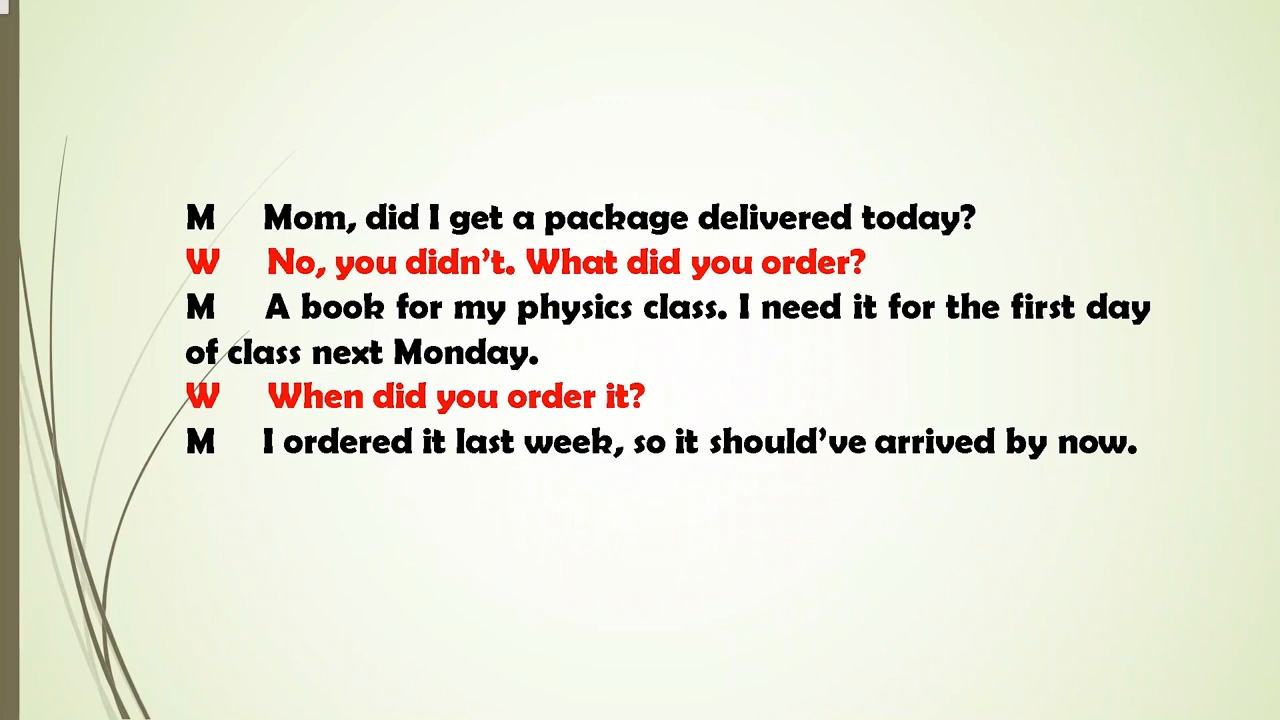 M Mom, did I get a package delivered today?
W No, you didn’t. What did you order?
M A book for my physics class. I need it for the first day
of class next Monday.
W When did you order it?
M I ordered it last week, so it should’ve arrived by now.